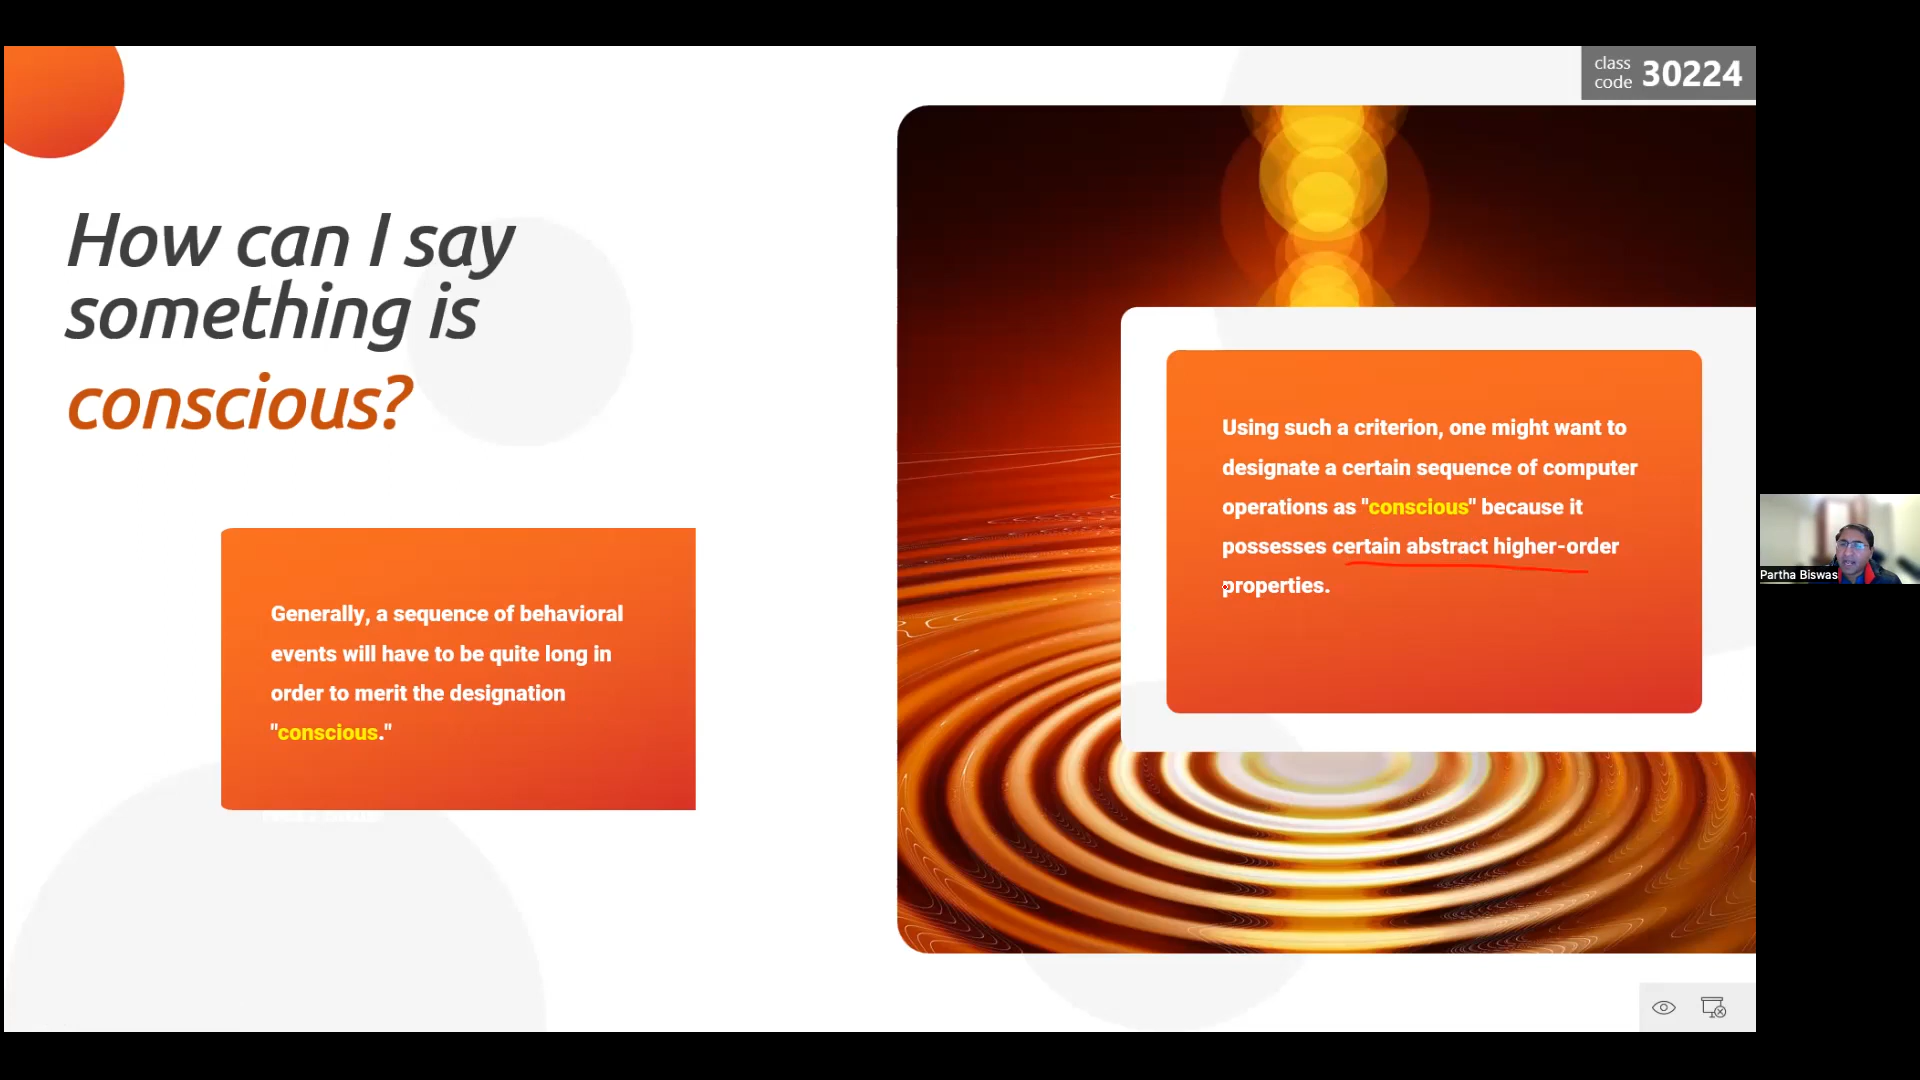 class
code 30224
How can I say
something is
conscious?
Generally, a sequence of behavioral
events will have to be quite long in
order to merit the designation
"conscious."
Using such a criterion, one might want to
designate a certain sequence of computer
operations as "conscious" because it
possesses certain abstract higher-order
properties.
Partha Biswas